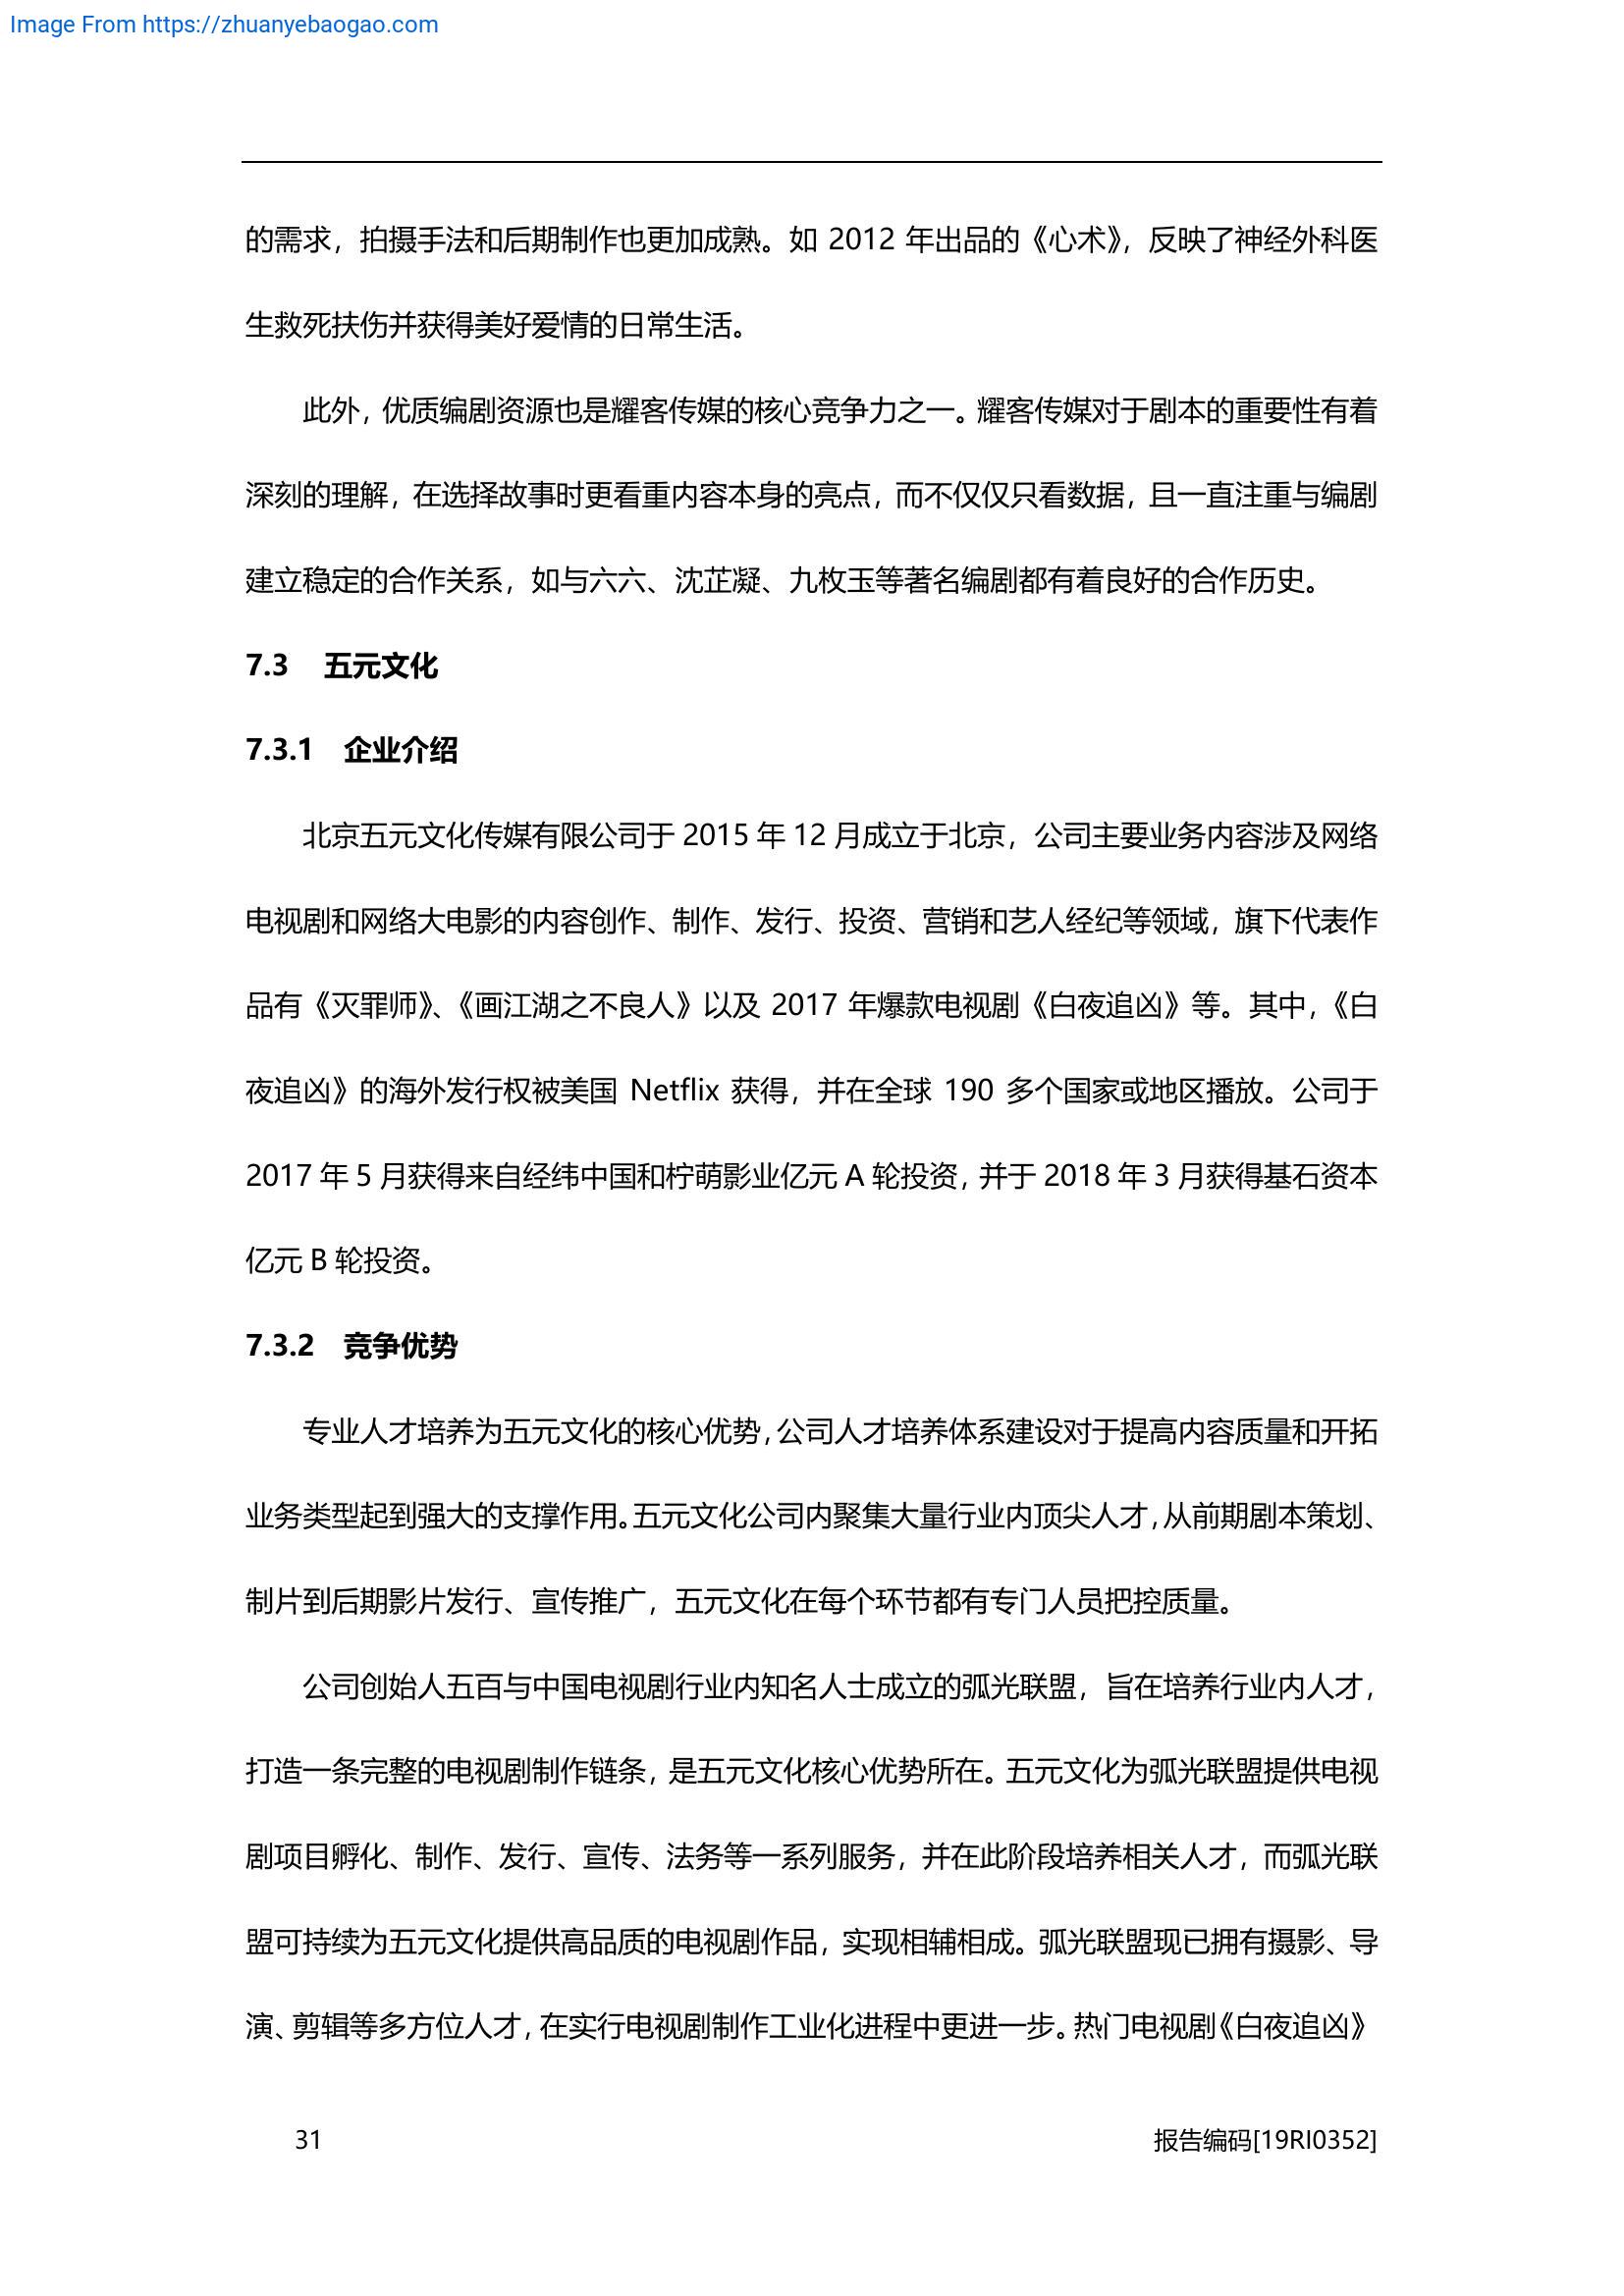 Image From https://zhuanyebaogao.com
的需求，拍摄手法和后期制作也更加成熟。如 2012 年出品的《心术》，反映了神经外科医
生救死扶伤并获得美好爱情的日常生活。
此外，优质编剧资源也是耀客传媒的核心竞争力之一。耀客传媒对于剧本的重要性有着
深刻的理解，在选择故事时更看重内容本身的亮点，而不仅仅只看数据，且一直注重与编剧
建立稳定的合作关系，如与六六、沈芷凝、九枚玉等著名编剧都有着良好的合作历史。
7.3 五元文化
7.3.1 企业介绍
北京五元文化传媒有限公司于 2015 年 12 月成立于北京，公司主要业务内容涉及网络
电视剧和网络大电影的内容创作、制作、发行、投资、营销和艺人经纪等领域，旗下代表作
品有《灭罪师》、《画江湖之不良人》以及 2017 年爆款电视剧《白夜追凶》等。其中，《白
夜追凶》的海外发行权被美国 Netflix 获得，并在全球 190 多个国家或地区播放。公司于
2017 年 5 月获得来自经纬中国和柠萌影业亿元 A 轮投资，并于 2018 年 3 月获得基石资本
亿元 B 轮投资。
7.3.2 竞争优势
专业人才培养为五元文化的核心优势，公司人才培养体系建设对于提高内容质量和开拓
业务类型起到强大的支撑作用。五元文化公司内聚集大量行业内顶尖人才，从前期剧本策划、
制片到后期影片发行、宣传推广，五元文化在每个环节都有专门人员把控质量。
公司创始人五百与中国电视剧行业内知名人士成立的弧光联盟，旨在培养行业内人才，
打造一条完整的电视剧制作链条，是五元文化核心优势所在。五元文化为弧光联盟提供电视
剧项目孵化、制作、发行、宣传、法务等一系列服务，并在此阶段培养相关人才，而弧光联
盟可持续为五元文化提供高品质的电视剧作品，实现相辅相成。弧光联盟现已拥有摄影、导
演、剪辑等多方位人才，在实行电视剧制作工业化进程中更进一步。热门电视剧《白夜追凶》
31 报告编码[19RI0352]